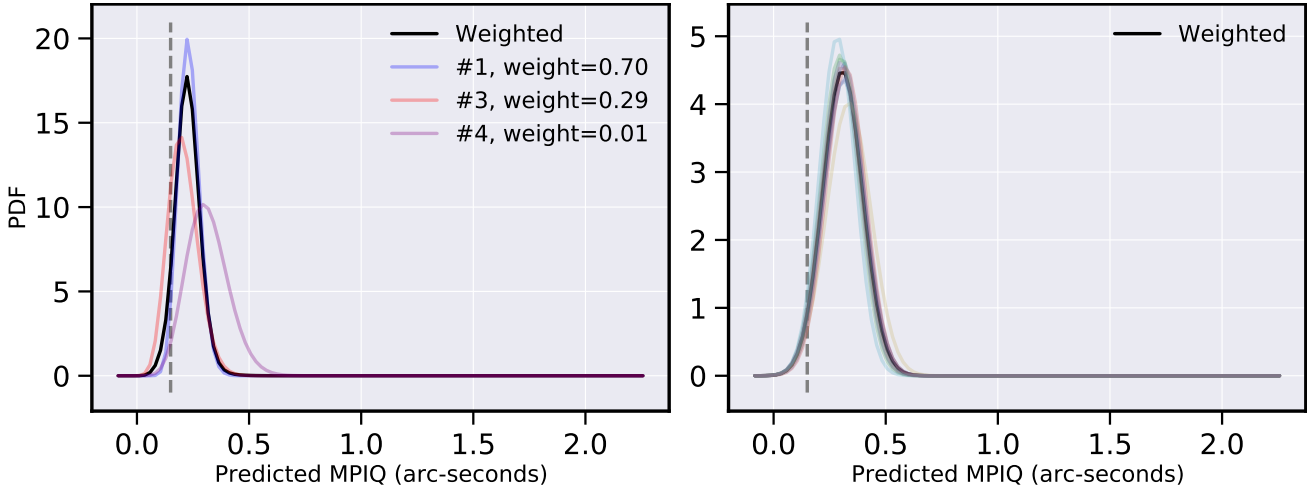 PDF
20
15
10
5
0
Weighted
#1, weight=0.70
#3, weight=0.29
#4, weight=0.01
0.0 0.5 1.0 1.5 2.0
Predicted MPIQ (arc-seconds)
5
4
3
2
1
0
Weighted
0.0 0.5 1.0 1.5 2.0
Predicted MPIQ (arc-seconds)